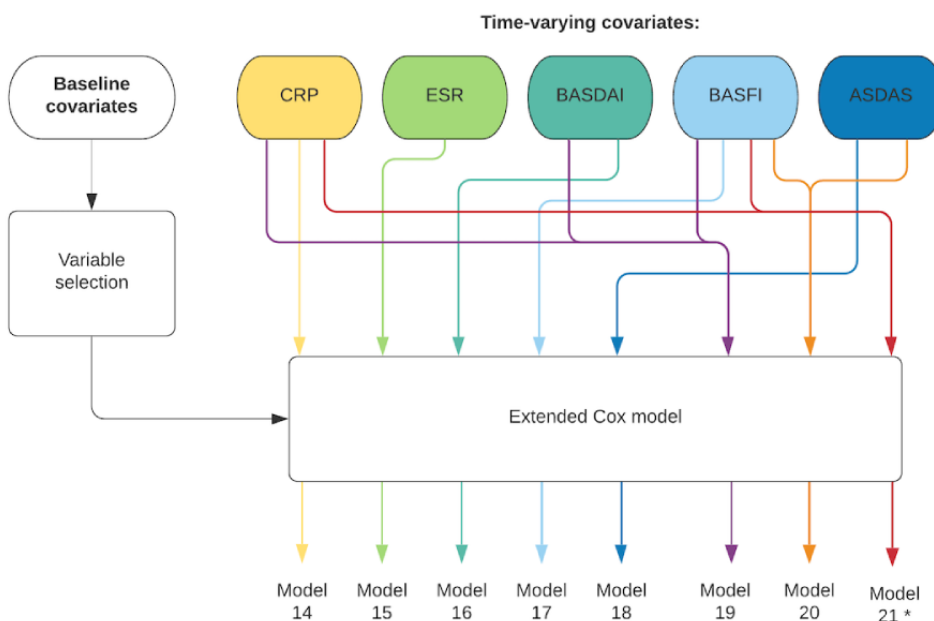 Time-varying covariates:
Baseline
covariates
CRP
ESR
BASDAI
BASFI
ASDAS
Variable
selection
Extended Cox model
Model
14
Model
15
Model
16
Model
17
Model
18
Model
19
Model
20
Model
21 *